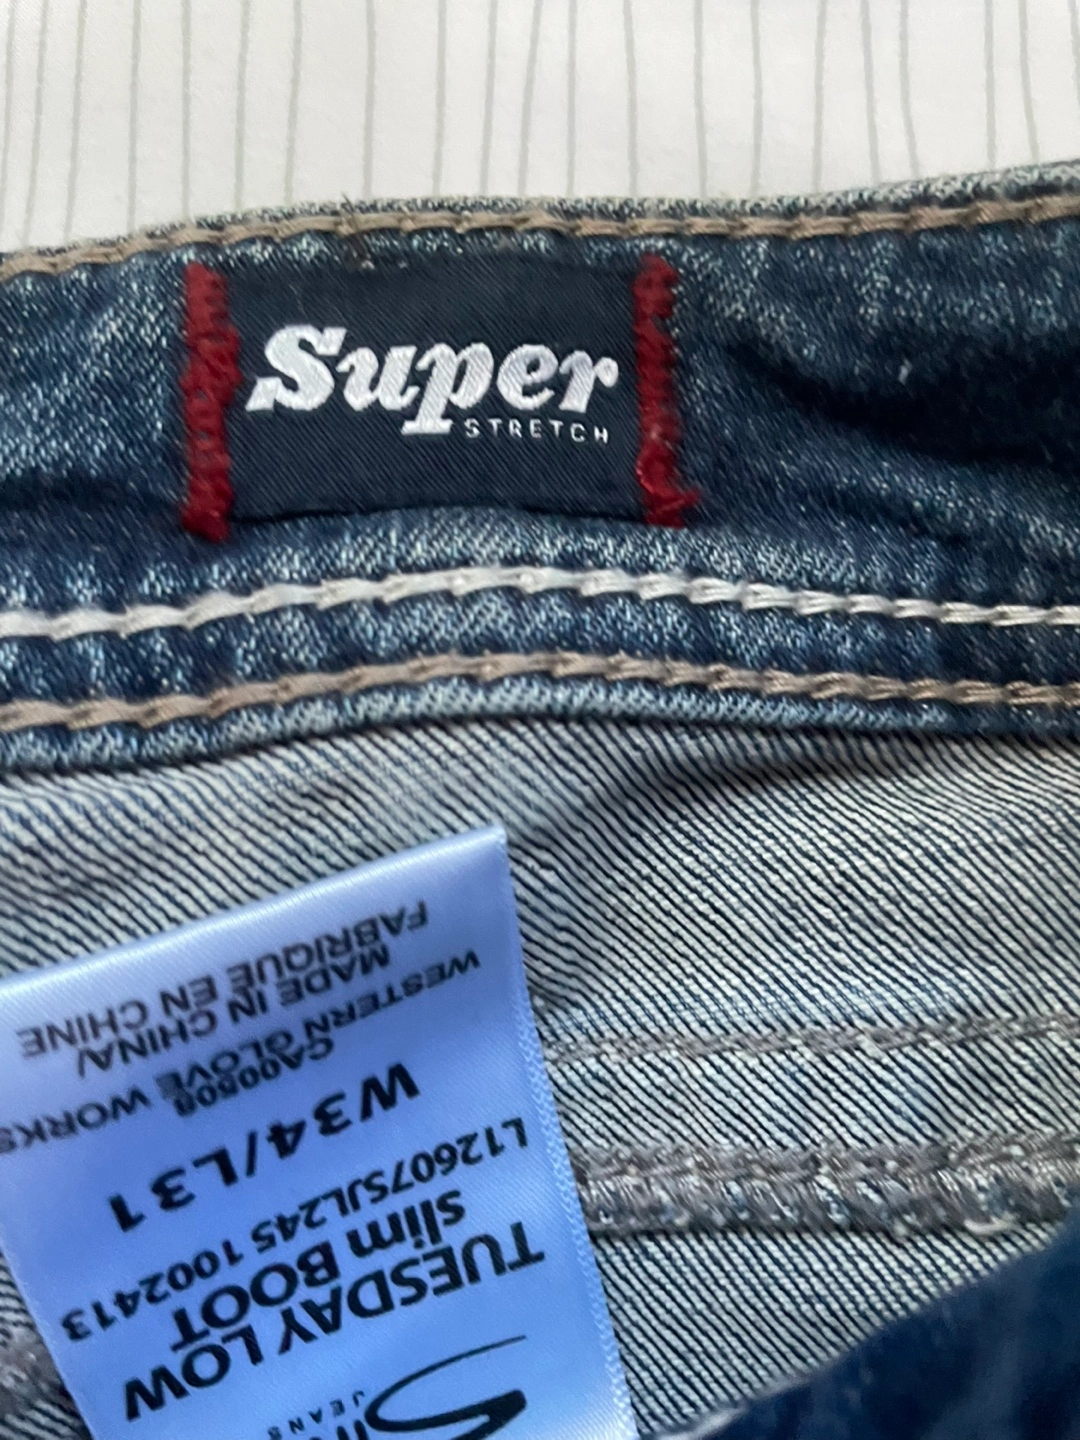 Super
STRETCH
JEANS
TUESDAY LOW
slim BOOT
L12607SJL245 1002413
W34/L31
CA00508
WESTERN GLOVE WORKS
MADE IN CHINA/
FABRIQUE EN CHINE